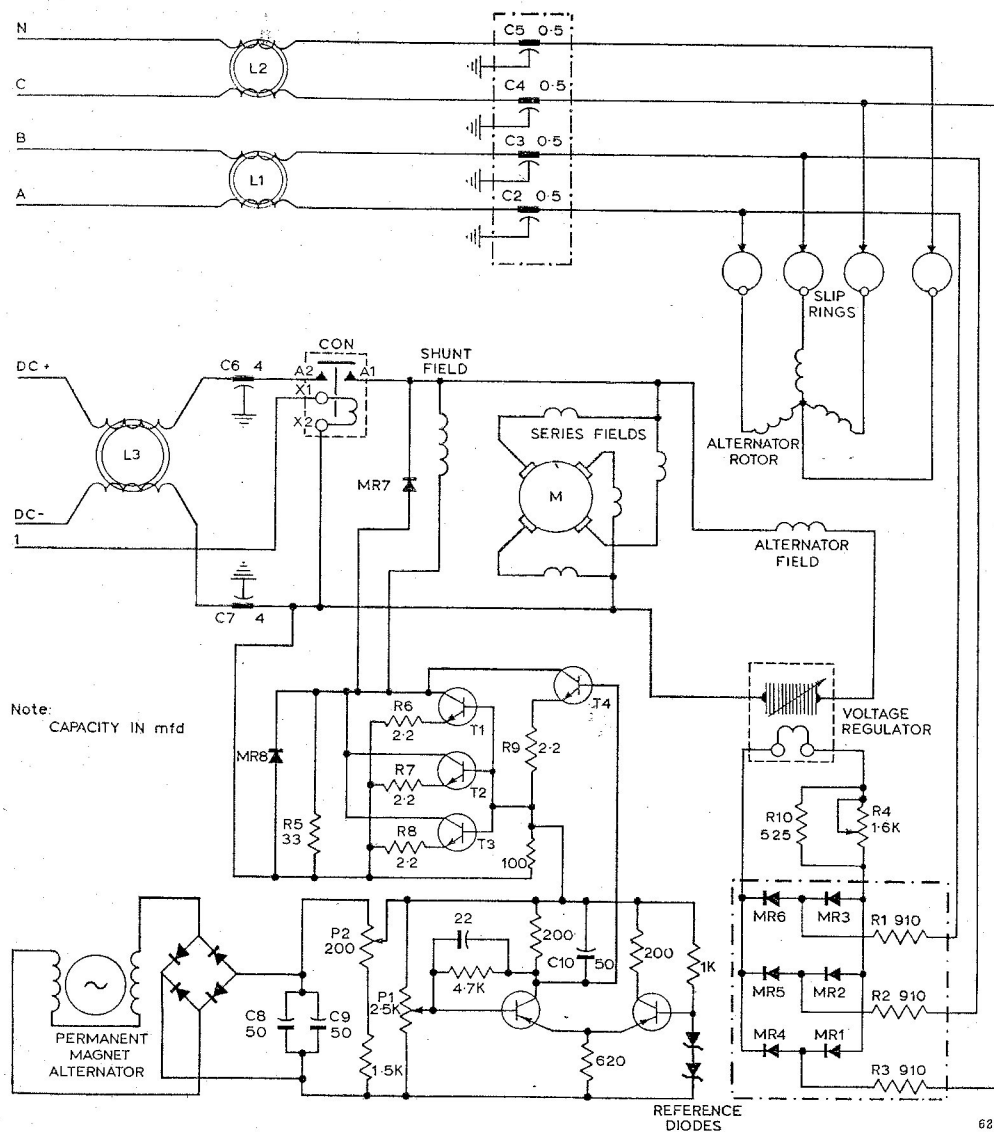 N
C5 0·5
L2
C
C4 0·5
B
C3 0·5
L1
A
C2 0·5
SLIP
RINGS
CON
SHUNT
FIELD
DC +
C6 4
A2
A1
X1
X2
SERIES FIELDS
ALTERNATOR
ROTOR
L3
MR7
M
DC-
1
ALTERNATOR
FIELD
C7 4
T4
Note:
CAPACITY IN mfd
R6
2.2
T1
R9
2.2
VOLTAGE
REGULATOR
MR8
R7
2.2
T2
R5
33
R8
2.2
T3
100
R10
525
R4
1·6K
MR6
MR3
R1 910
P2
200
22
200
C10
50
200
1K
4.7K
MR5
MR2
R2 910
P1
2·5K
C8
50
C9
50
PERMANENT
MAGNET
ALTERNATOR
1·5K
620
MR4
MR1
R3 910
REFERENCE
DIODES
62